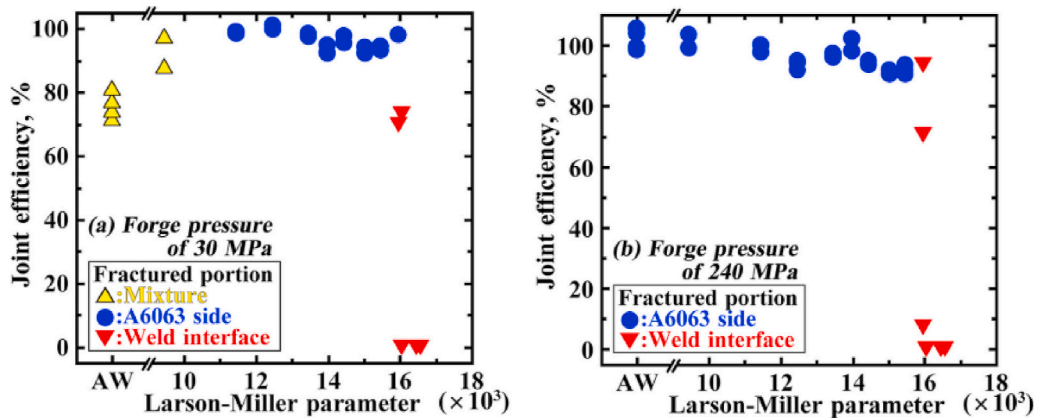 Joint efficiency, %
100
80
60
40
20
0
(a) Forge pressure
of 30 MPa
Fractured portion
:Mixture
:A6063 side
:Weld interface
AW
10
12
14
16
18
Larson-Miller parameter (×10³)
Joint efficiency, %
100
80
60
40
20
0
(b) Forge pressure
of 240 MPa
Fractured portion
:A6063 side
:Weld interface
AW
10
12
14
16
18
Larson-Miller parameter (×10³)